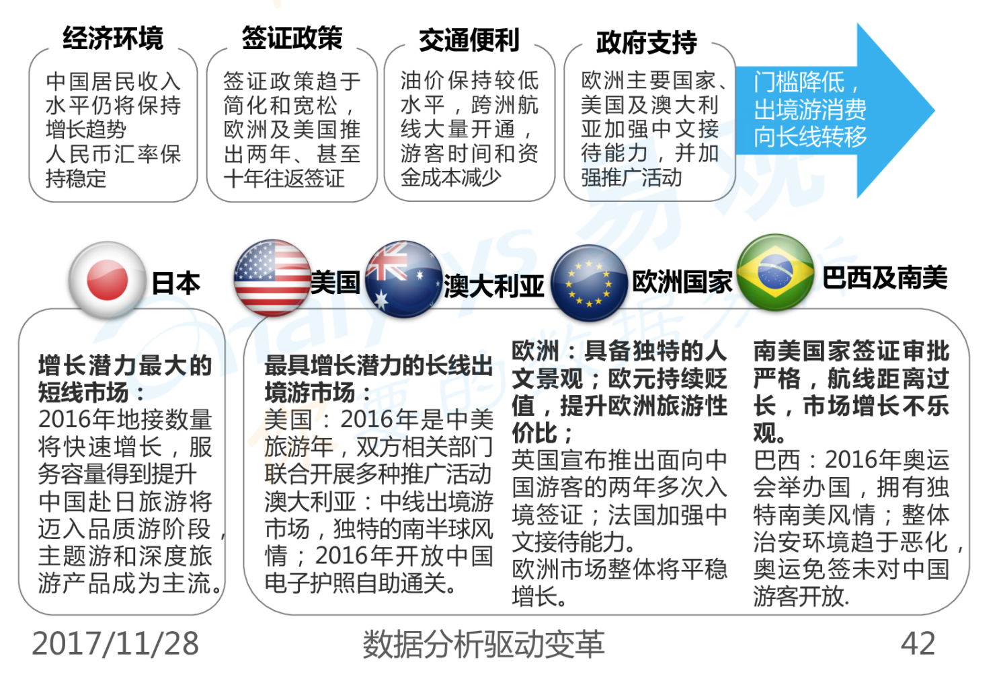 经济环境
中国居民收入
水平仍将保持
增长趋势
人民币汇率保
持稳定
签证政策
签证政策趋于
简化和宽松，
欧洲及美国推
出两年、甚至
十年往返签证
交通便利
油价保持较低
水平，跨洲航
线大量开通，
游客时间和资
金成本减少
政府支持
欧洲主要国家、
美国及澳大利
亚加强中文接
待能力，并加
强推广活动
门槛降低，
出境游消费
向长线转移
日本
增长潜力最大的
短线市场：
2016年地接数量
将快速增长，服
务容量得到提升
中国赴日旅游将
迈入品质游阶段，
主题游和深度旅
游产品成为主流。
美国
澳大利亚
最具增长潜力的长线出
境游市场：
美国：2016年是中美
旅游年，双方相关部门
联合开展多种推广活动
澳大利亚：中线出境游
市场，独特的南半球风
情；2016年开放中国
电子护照自助通关。
欧洲国家
欧洲：具备独特的人
文景观；欧元持续贬
值，提升欧洲旅游性
价比；
英国宣布推出面向中
国游客的两年多次入
境签证；法国加强中
文接待能力。
欧洲市场整体将平稳
增长。
巴西及南美
南美国家签证审批
严格，航线距离过
长，市场增长不乐
观。
巴西：2016年奥运
会举办国，拥有独
特南美风情；整体
治安环境趋于恶化，
奥运免签未对中国
游客开放.
Analysys 易观
你要的数据分析
2017/11/28
数据分析驱动变革
42